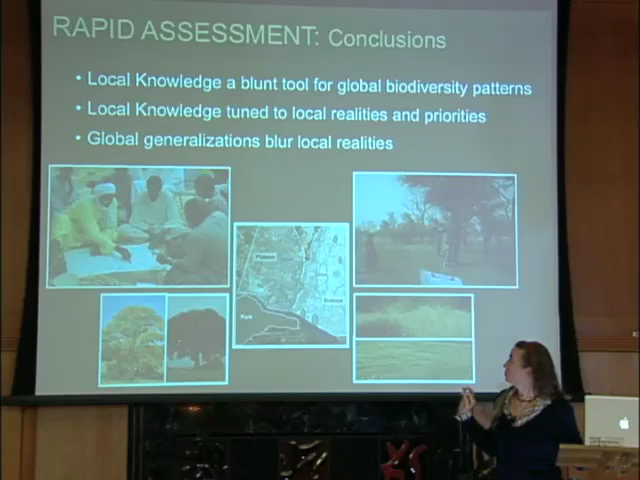 RAPID ASSESSMENT: Conclusions
• Local Knowledge a blunt tool for global biodiversity patterns
• Local Knowledge tuned to local realities and priorities
• Global generalizations blur local realities
Park